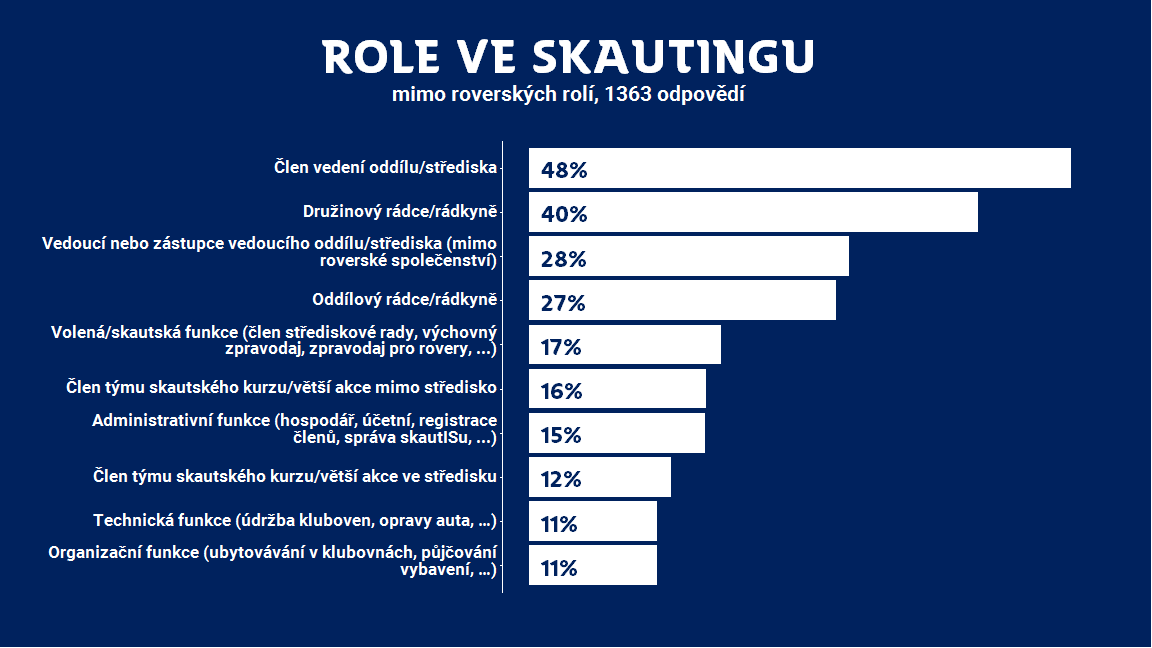 ROLE VE SKAUTINGU
mimo roverských rolí, 1363 odpovědí
Člen vedení oddílu/střediska
48%
Družinový rádce/rádkyně
40%
Vedoucí nebo zástupce vedoucího oddílu/střediska (mimo
roverské společenství)
28%
Oddílový rádce/rádkyně
27%
Volená/skautská funkce (člen střediskové rady, výchovný
zpravodaj, zpravodaj pro rovery, ...)
17%
Člen týmu skautského kurzu/větší akce mimo středisko
16%
Administrativní funkce (hospodář, účetní, registrace
členů, správa skautISu, ...)
15%
Člen týmu skautského kurzu/větší akce ve středisku
12%
Technická funkce (údržba kluboven, opravy auta, ...)
11%
Organizační funkce (ubytovávání v klubovnách, půjčování
vybavení, ...)
11%